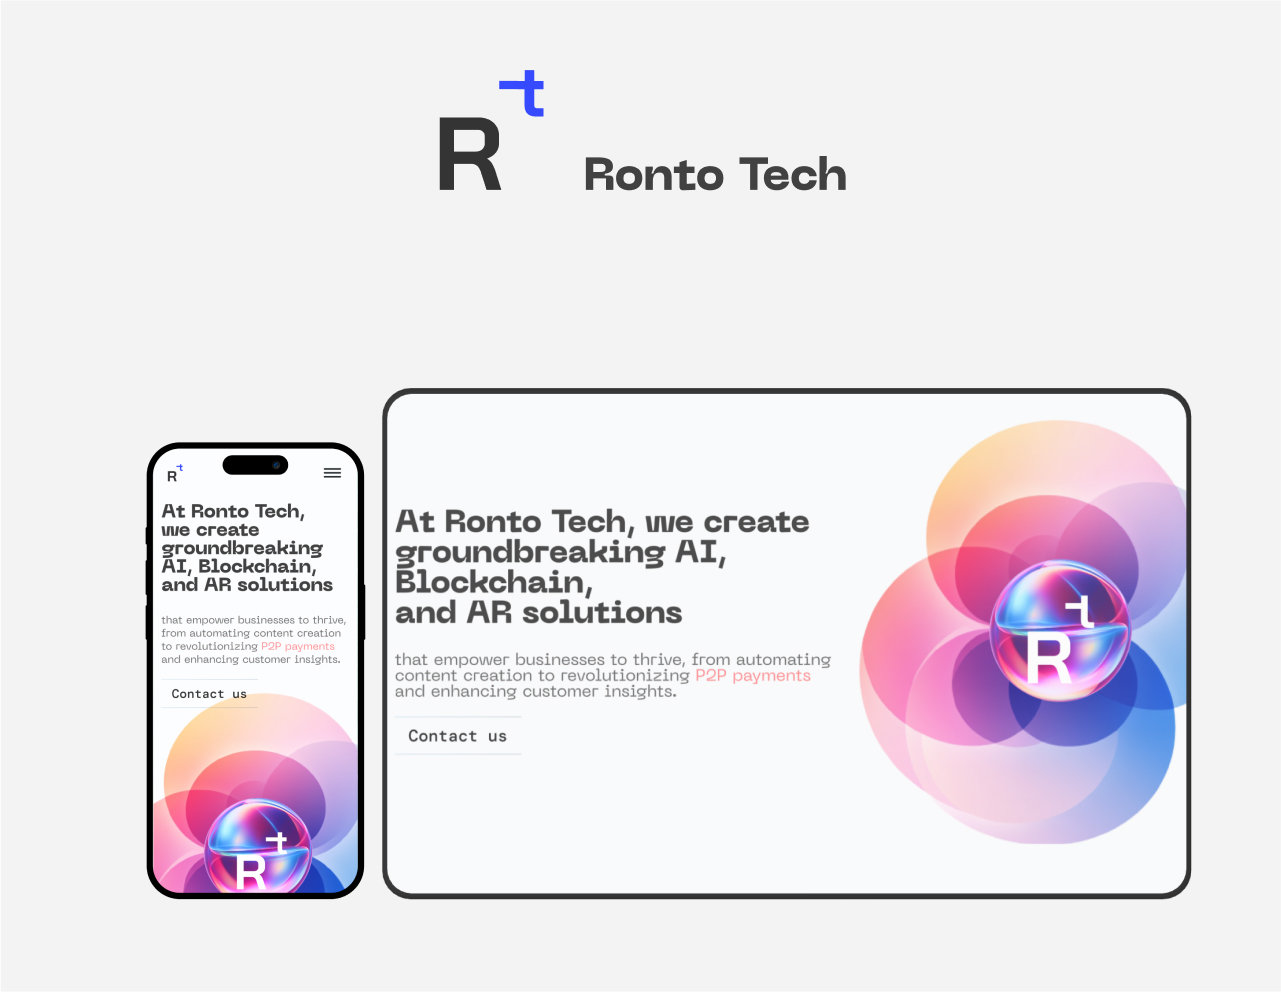 R t
Ronto Tech
R t
At Ronto Tech,
we create
groundbreaking
AI, Blockchain,
and AR solutions
that empower businesses to thrive,
from automating content creation
to revolutionizing P2P payments
and enhancing customer insights.
Contact us
R t
At Ronto Tech, we create
groundbreaking AI,
Blockchain,
and AR solutions
that empower businesses to thrive, from automating
content creation to revolutionizing P2P payments
and enhancing customer insights.
Contact us
R t